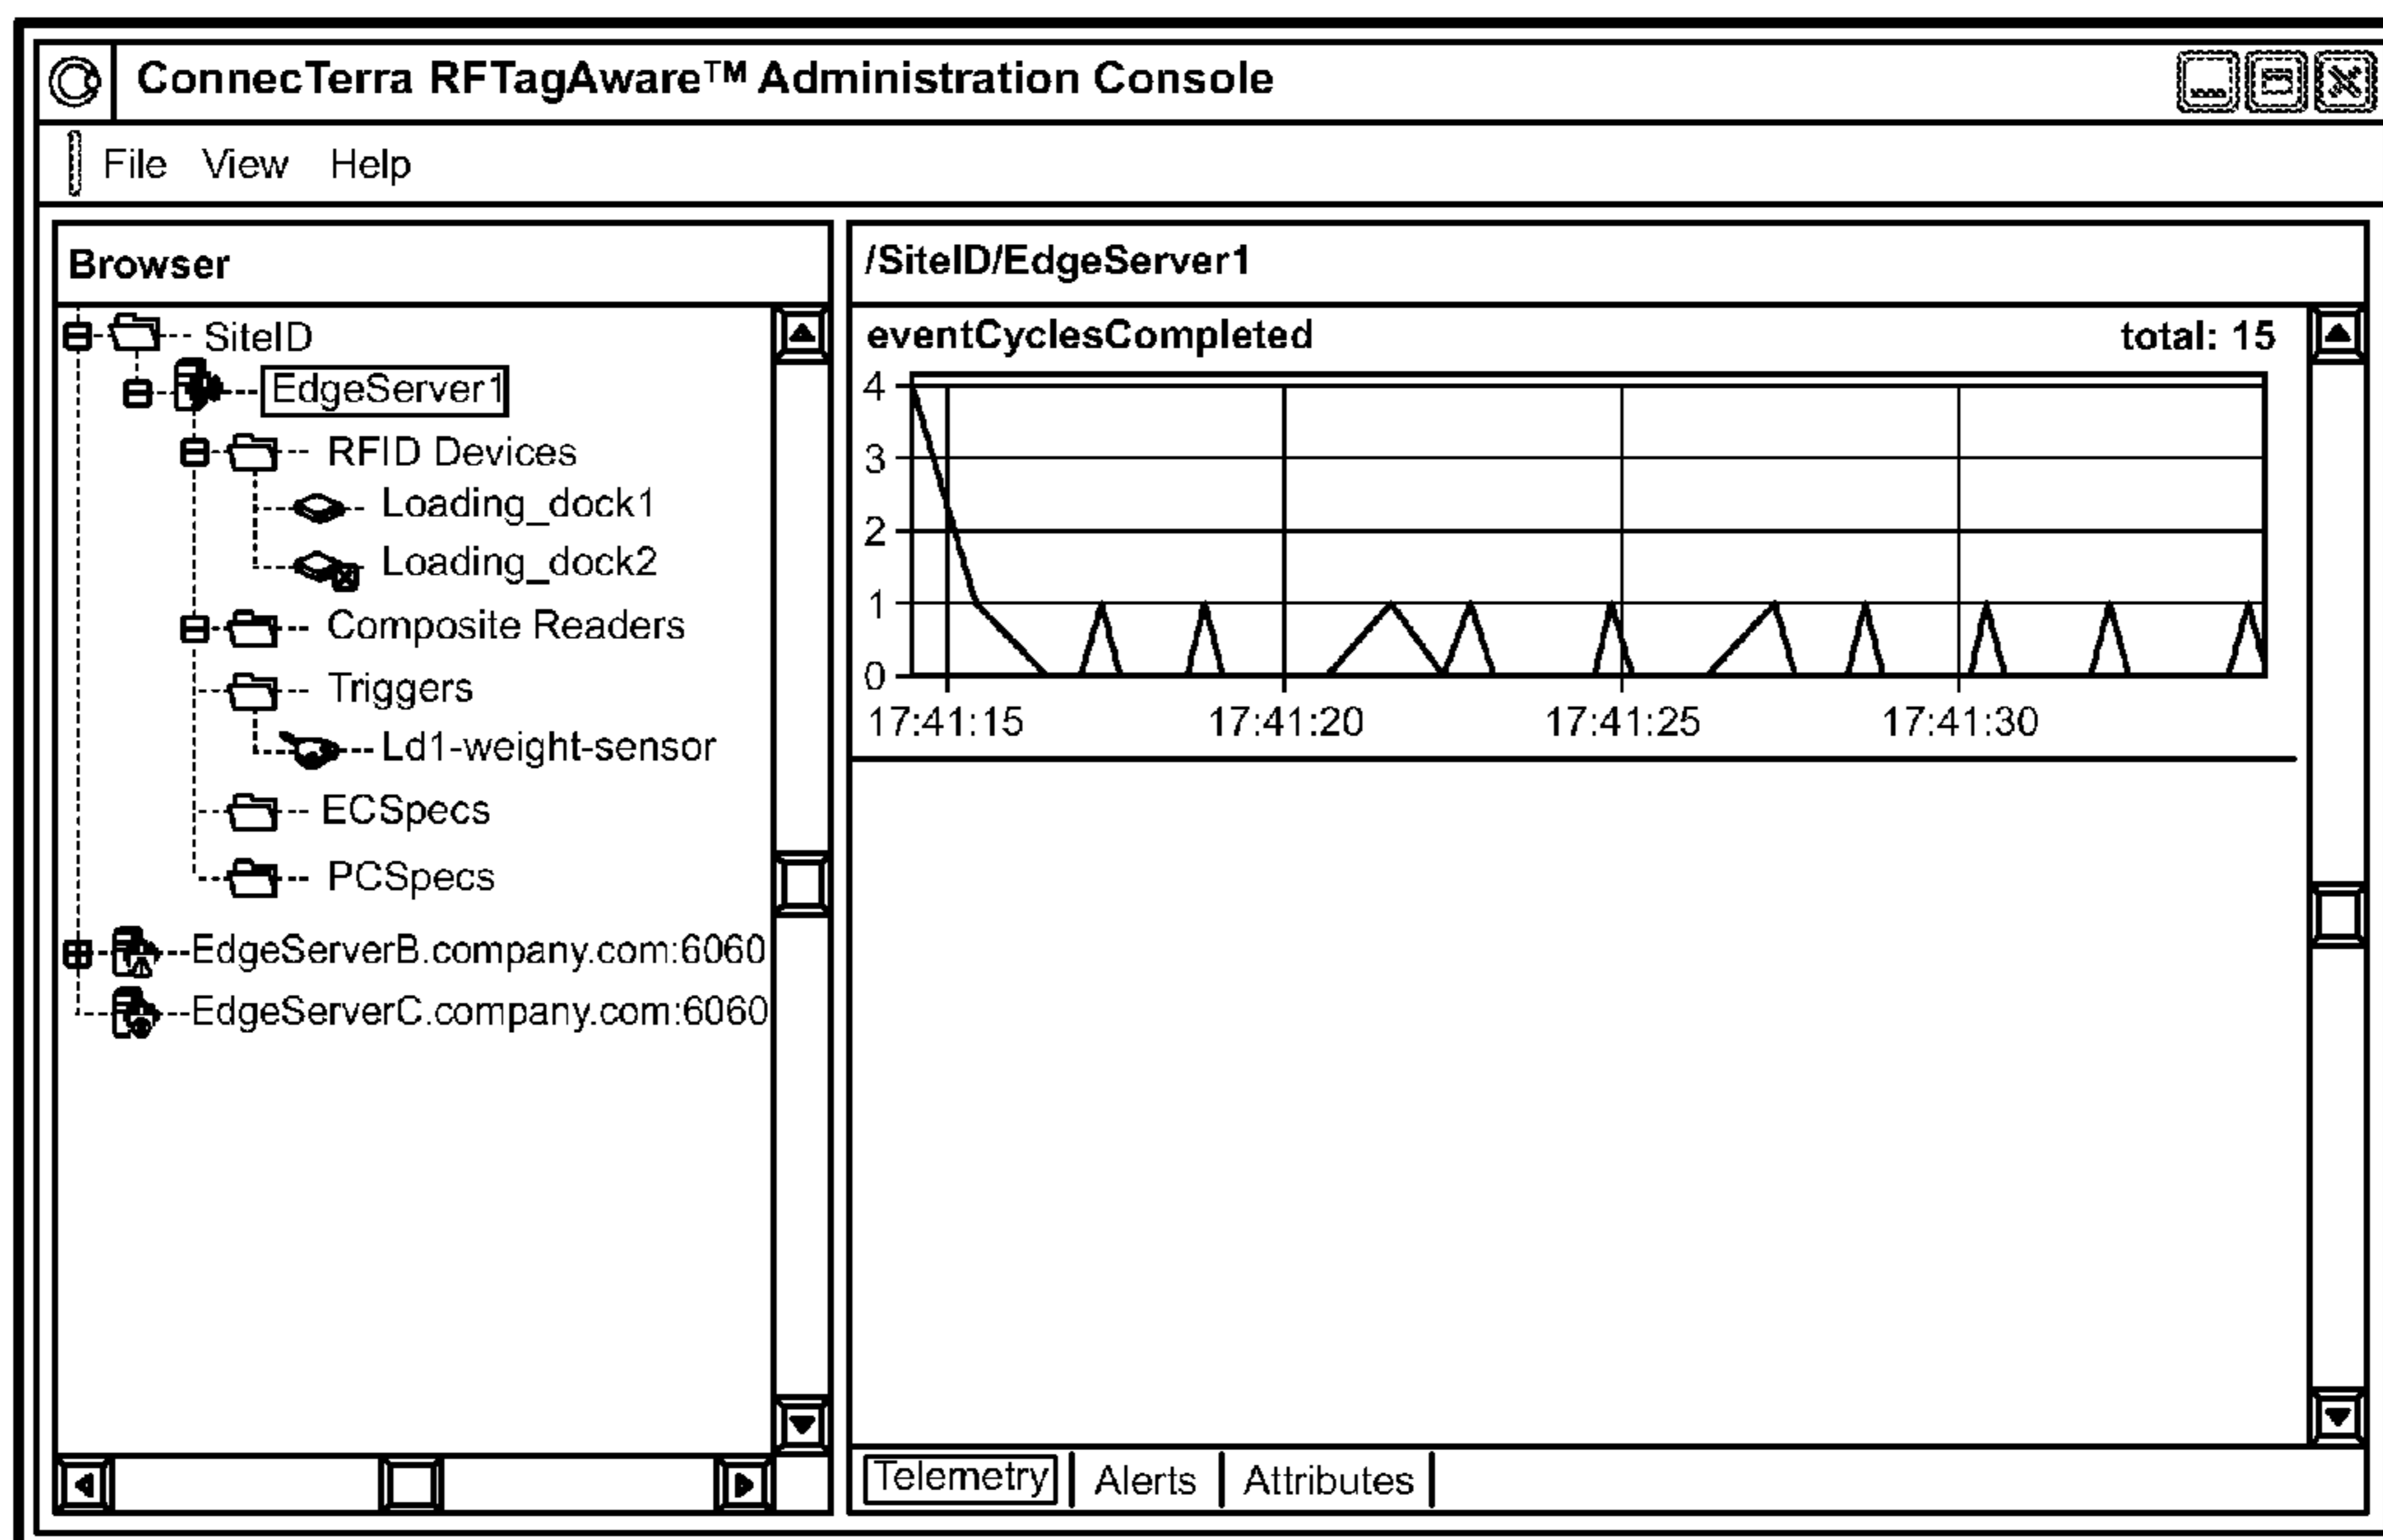 ConnecTerra RFTagAware™ Administration Console
File View Help
Browser
SiteID
EdgeServer1
RFID Devices
Loading_dock1
Loading_dock2
Composite Readers
Triggers
Ld1-weight-sensor
ECSpecs
PCSpecs
EdgeServerB.company.com:6060
EdgeServerC.company.com:6060
/SiteID/EdgeServer1
eventCyclesCompleted total: 15
4
3
2
1
0
17:41:15 17:41:20 17:41:25 17:41:30
Telemetry Alerts Attributes